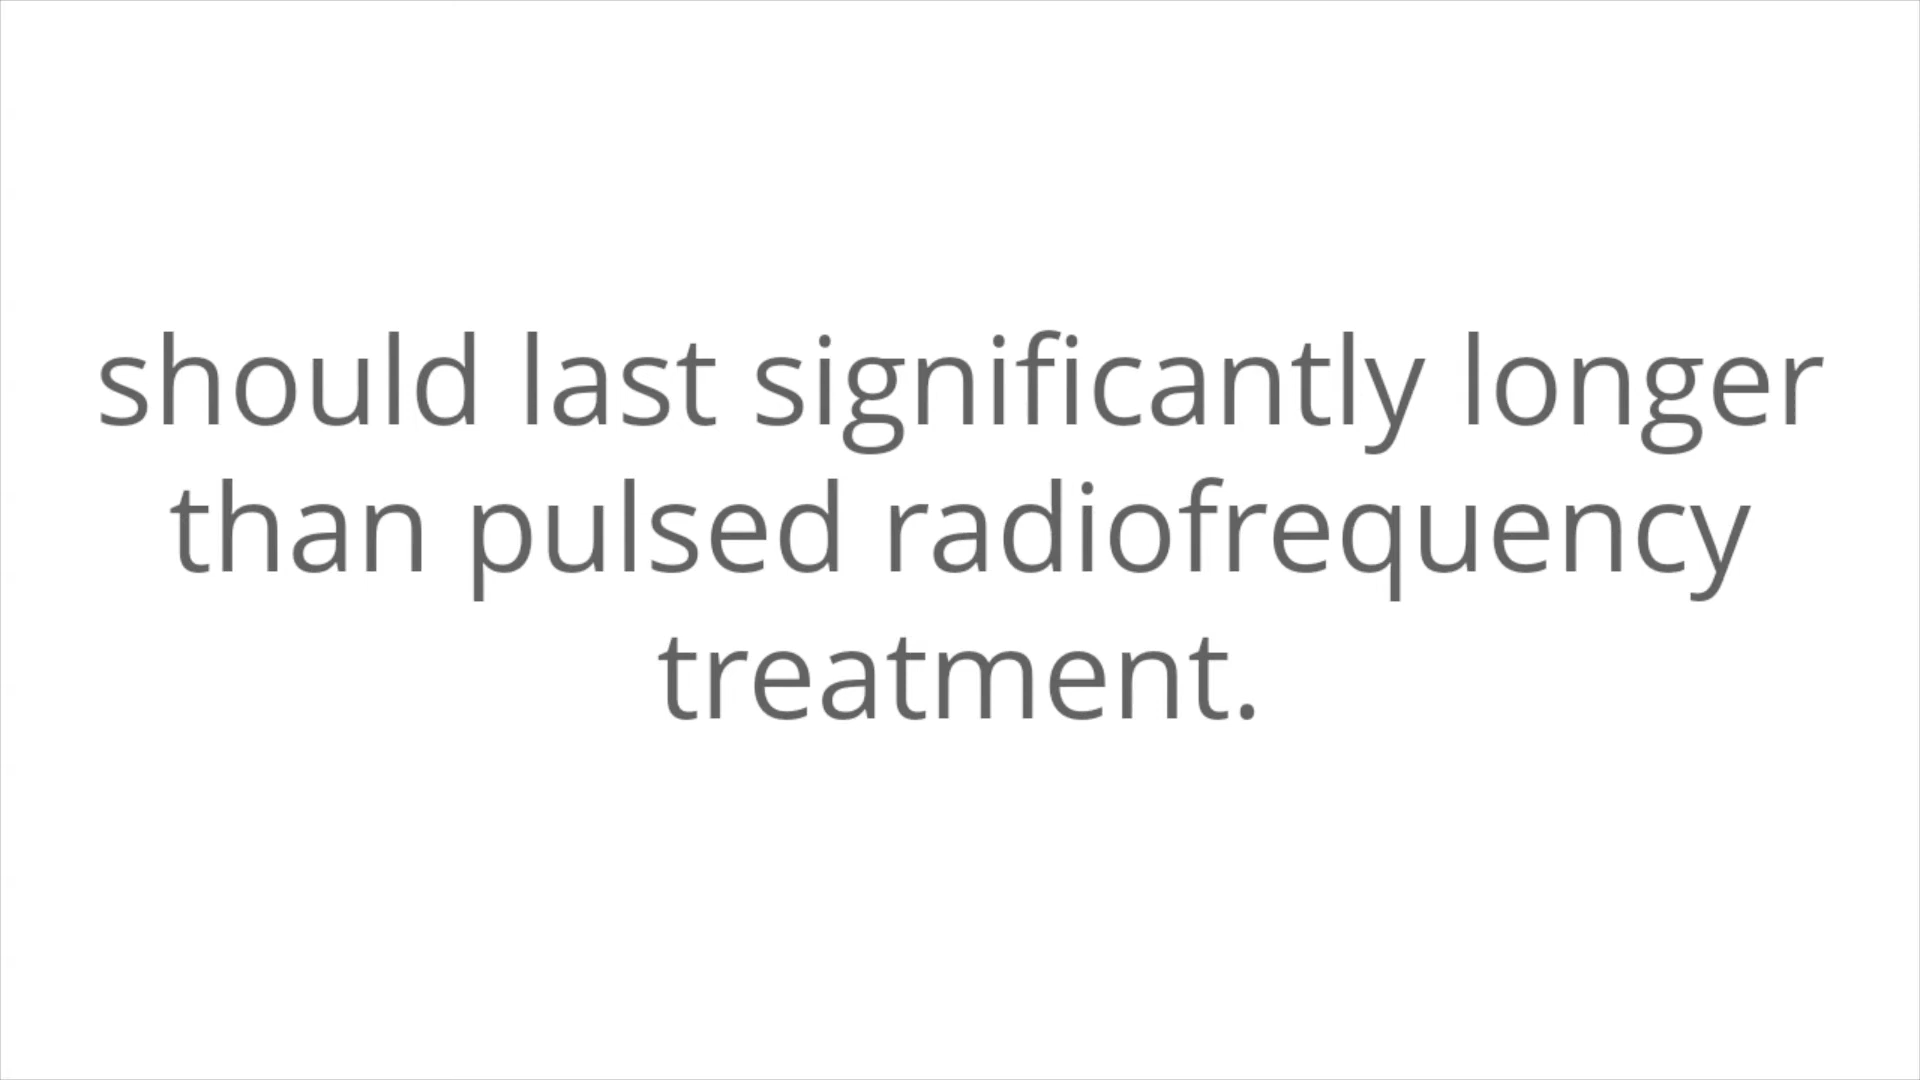 should last significantly longer
than pulsed radiofrequency
treatment.